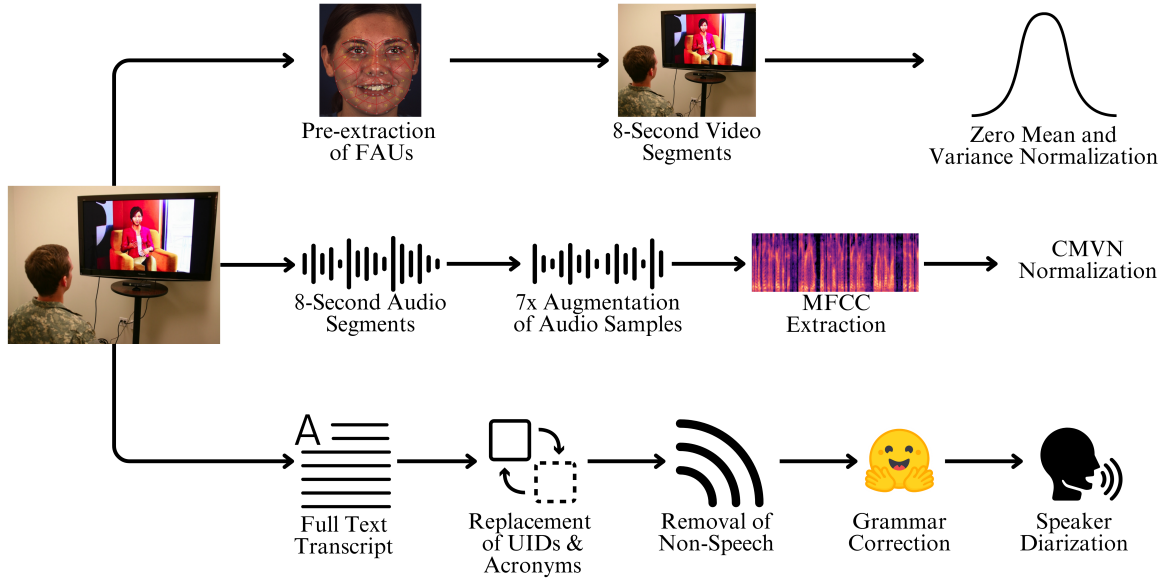 Pre-extraction
of FAUs
8-Second Video
Segments
Zero Mean and
Variance Normalization
8-Second Audio
Segments
7x Augmentation
of Audio Samples
MFCC
Extraction
CMVN
Normalization
A
Full Text
Transcript
Replacement
of UIDs &
Acronyms
Removal of
Non-Speech
Grammar
Correction
Speaker
Diarization